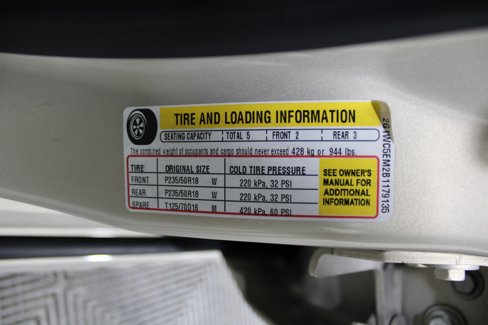 TIRE AND LOADING INFORMATION
SEATING CAPACITY | TOTAL 5 | FRONT 2 | REAR 3
The combined weight of occupants and cargo should never exceed 428 kg or 944 lbs.
TIRE ORIGINAL SIZE COLD TIRE PRESSURE
FRONT P235/50R18 W 220 kPa, 32 PSI
REAR P235/50R18 W 220 kPa, 32 PSI
SPARE T125/70D16 M 420 kPa, 60 PSI
SEE OWNER'S
MANUAL FOR
ADDITIONAL
INFORMATION
2G1WC5EM2B1179135